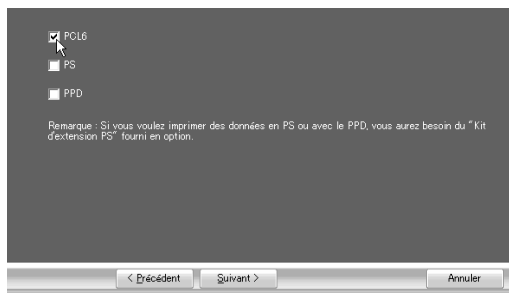 PCL6
PS
PPD
Remarque : Si vous voulez imprimer des données en PS ou avec le PPD, vous aurez besoin du "Kit
d'extension PS" fourni en option.
< Précédent
Suivant >
Annuler